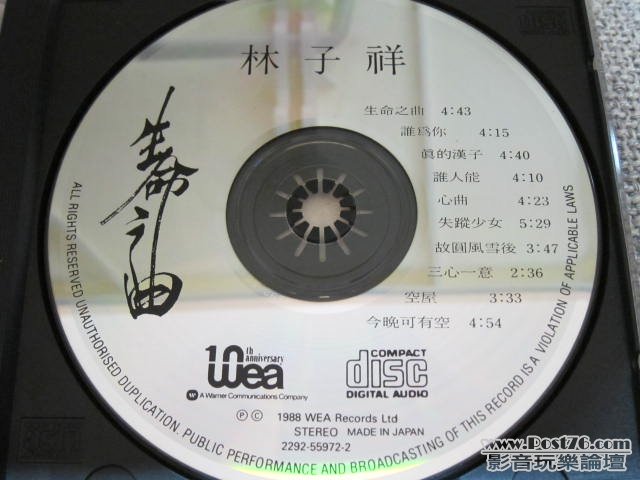 林子祥
生命之曲
生命之曲 4:43
誰爲你 4:15
眞的漢子 4:40
誰人能 4:10
心曲 4:23
失蹤少女 5:29
故園風雪後 3:47
三心一意 2:36
空屋 3:33
今晚可有空 4:54
10th anniversary
wea
A Warner Communications Company
COMPACT
disc
DIGITAL AUDIO
Ⓟ Ⓒ 1988 WEA Records Ltd
STEREO MADE IN JAPAN
2292-55972-2
ALL RIGHTS RESERVED UNAUTHORISED DUPLICATION. PUBLIC PERFORMANCE AND BROADCASTING OF THIS RECORD IS A VIOLATION OF APPLICABLE LAWS
www.Post76.com
影音玩樂論壇